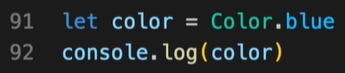 91 let color = Color.blue
92 console.log(color)